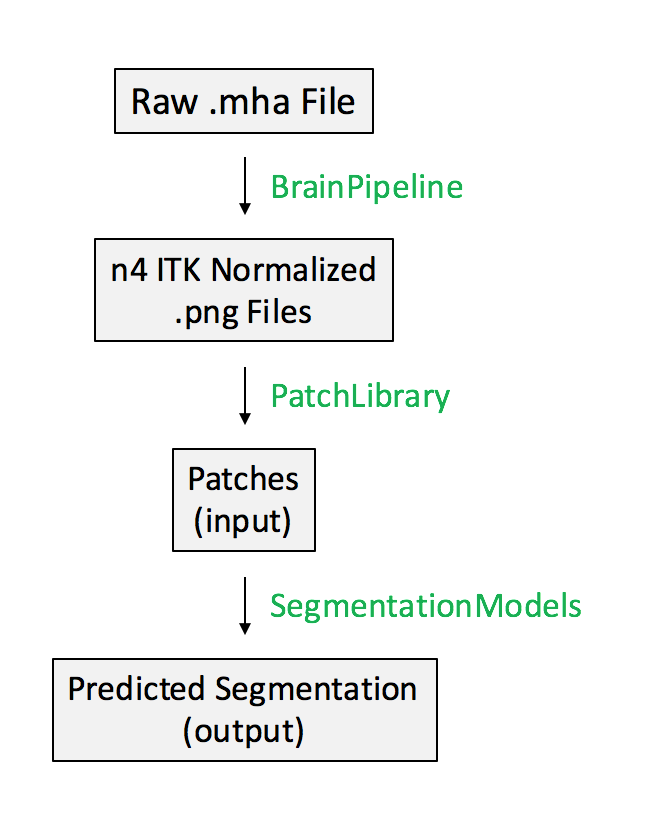 Raw .mha File
BrainPipeline
n4 ITK Normalized
.png Files
PatchLibrary
Patches
(input)
SegmentationModels
Predicted Segmentation
(output)